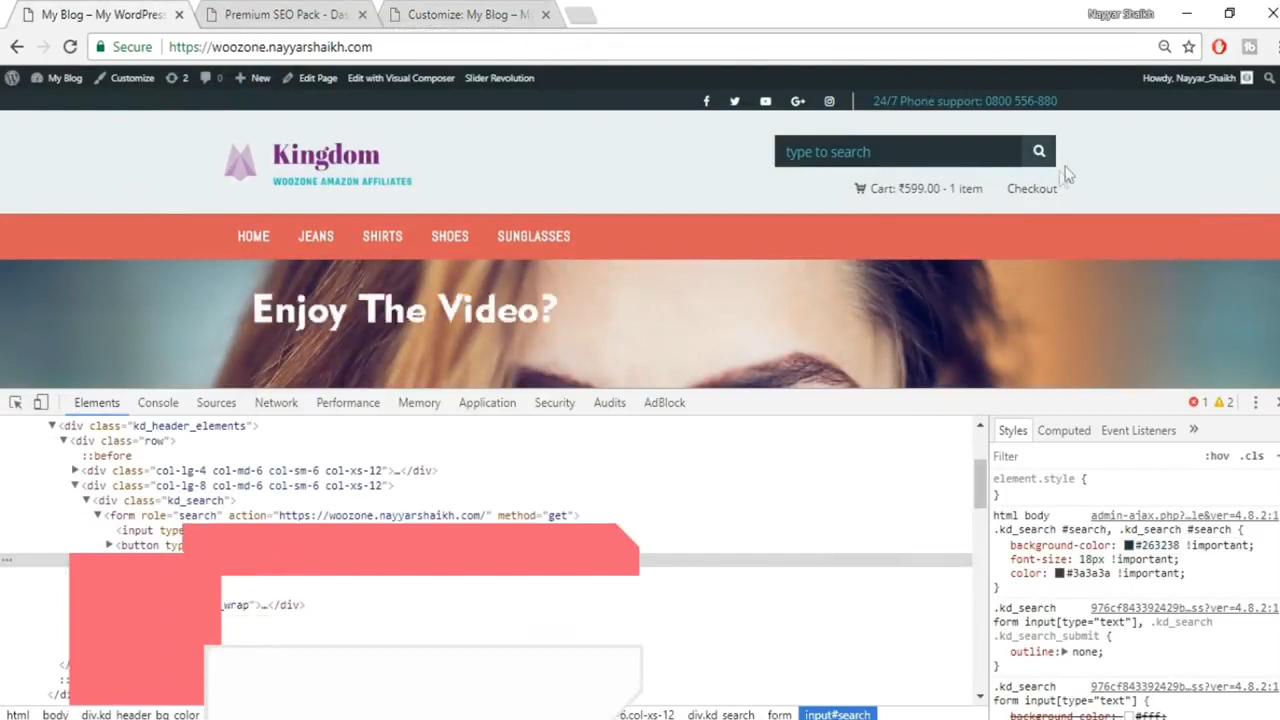 My Blog – My WordPress
Premium SEO Pack - Das
Customize: My Blog – M
Nayyar Shaikh
Secure
https://woozone.nayyarshaikh.com
My Blog
Customize
2
0
New
Edit Page
Edit with Visual Composer
Slider Revolution
Howdy, Nayyar_Shaikh
24/7 Phone support: 0800 556-880
Kingdom
WOOZONE AMAZON AFFILIATES
type to search
Cart: ₹599.00 - 1 item
Checkout
HOME JEANS SHIRTS SHOES SUNGLASSES
Enjoy The Video?
Elements Console Sources Network Performance Memory Application Security Audits AdBlock
1 2
<div class="kd_header_elements">
<div class="row">
::before
<div class="col-lg-4 col-md-6 col-sm-6 col-xs-12">…</div>
<div class="col-lg-8 col-md-6 col-sm-6 col-xs-12">
<div class="kd_search">
<form role="search" action="https://woozone.nayyarshaikh.com/" method="get">
<input type
<button typ
_wrap">…</div>
</
</di
html body div.kd_header_bg_color
6.col-xs-12 div.kd_search form input#search
Styles Computed Event Listeners »
Filter :hov .cls
element.style {
}
html body admin-ajax.php?…le&ver=4.8.2:1
.kd_search #search, .kd_search #search {
background-color: #263238 !important;
font-size: 18px !important;
color: #3a3a3a !important;
}
.kd_search 976cf843392429b…ss?ver=4.8.2:1
form input[type="text"], .kd_search
.kd_search_submit {
outline: none;
}
.kd_search 976cf843392429b…ss?ver=4.8.2:1
form input[type="text"] {
background-color: #fff;